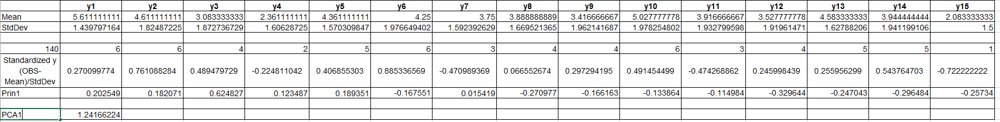 y1 y2 y3 y4 y5 y6 y7 y8 y9 y10 y11 y12 y13 y14 y15
Mean 5.611111111 4.611111111 3.083333333 2.361111111 4.361111111 4.25 3.75 3.888888889 3.416666667 5.027777778 3.916666667 3.527777778 4.583333333 3.944444444 2.083333333
StdDev 1.439797164 1.82487225 1.872736729 1.60628725 1.570309847 1.976649402 1.592392629 1.669521365 1.962141687 1.978254802 1.932799598 1.91961471 1.62788206 1.941199106 1.5
140 6 6 4 2 5 6 3 4 4 6 3 4 5 5 1
Standardized y
(OBS-
Mean)/StdDev
0.270099774 0.761088284 0.489479729 -0.224811042 0.406855303 0.885336569 -0.470989369 0.066552674 0.297294195 0.491454499 -0.474268862 0.245998439 0.255956299 0.543764703 -0.722222222
Prin1 0.202549 0.182071 0.624827 0.123487 0.189351 -0.167551 0.015419 -0.270977 -0.166163 -0.133864 -0.114984 -0.329644 -0.247043 -0.296484 -0.25734
PCA1 1.24166224